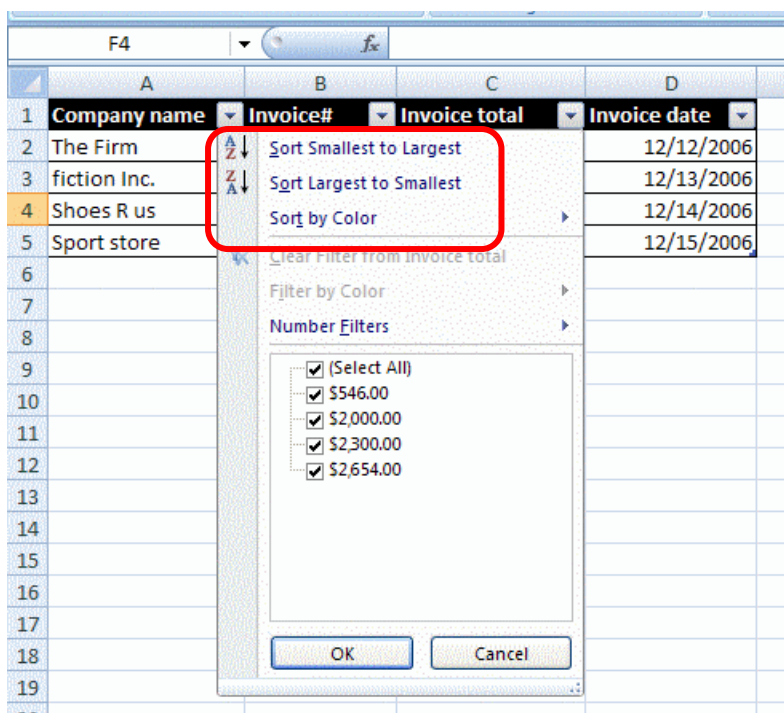 F4 fx
A B C D
1 Company name Invoice# Invoice total Invoice date
2 The Firm 12/12/2006
3 fiction Inc. 12/13/2006
4 Shoes R us 12/14/2006
5 Sport store 12/15/2006
6
7
8
9
10
11
12
13
14
15
16
17
18
19
A Z Sort Smallest to Largest
Z A Sort Largest to Smallest
Sort by Color
Clear Filter from Invoice total
Filter by Color
Number Filters
(Select All)
$546.00
$2,000.00
$2,300.00
$2,654.00
OK Cancel